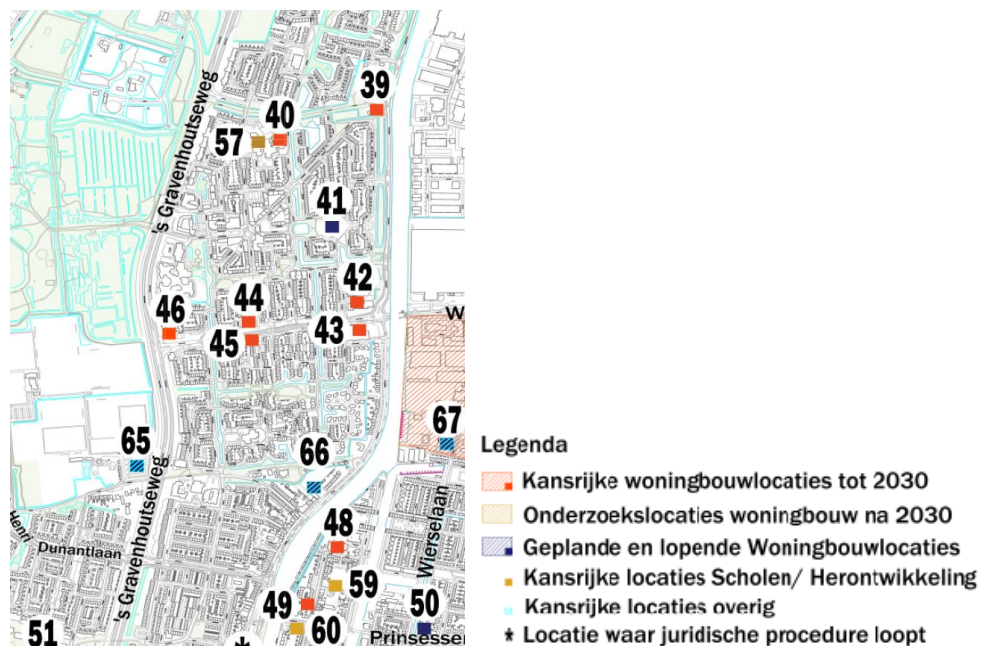 39
40
57
's Gravenhoutseweg
41
42
44
46
43
45
W
67
65
66
's Gravenhoutseweg
Henri
Dunantlaan
48
Wierselaan
59
49
50
60
51
*
Prinsesser
Legenda
Kansrijke woningbouwlocaties tot 2030
Onderzoekslocaties woningbouw na 2030
Geplande en lopende Woningbouwlocaties
Kansrijke locaties Scholen/ Herontwikkeling
Kansrijke locaties overig
* Locatie waar juridische procedure loopt